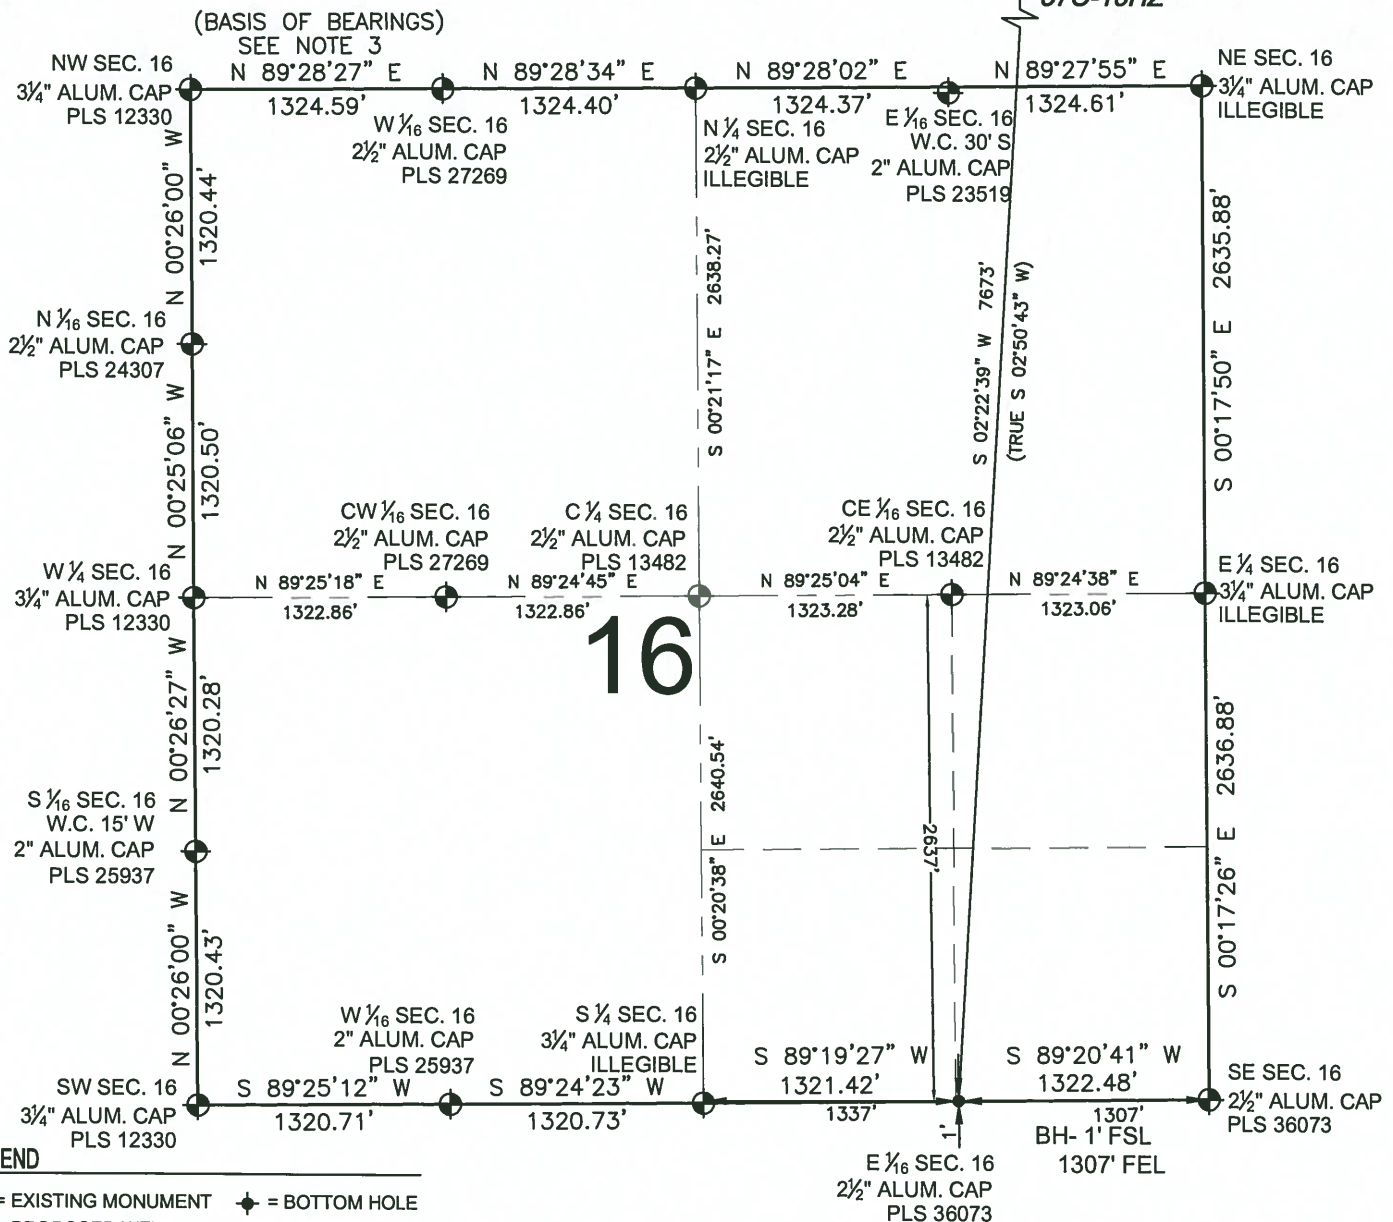 (BASIS OF BEARINGS)
SEE NOTE 3
NW SEC. 16
3¼" ALUM. CAP
PLS 12330
N 89°28'27" E
1324.59'
N 89°28'34" E
1324.40'
N 89°28'02" E
1324.37'
N 89°27'55" E
1324.61'
NE SEC. 16
3¼" ALUM. CAP
ILLEGIBLE
W 1/16 SEC. 16
2½" ALUM. CAP
PLS 27269
N ¼ SEC. 16
2½" ALUM. CAP
ILLEGIBLE
E 1/16 SEC. 16
W.C. 30' S
2" ALUM. CAP
PLS 23519
N 00°26'00" W
1320.44'
S 00°21'17" E 2638.27'
S 02°22'39" W 7673'
(TRUE S 02°50'43" W)
S 00°17'50" E 2635.88'
N 1/16 SEC. 16
2½" ALUM. CAP
PLS 24307
N 00°25'06" W
1320.50'
W ¼ SEC. 16
3¼" ALUM. CAP
PLS 12330
CW 1/16 SEC. 16
2½" ALUM. CAP
PLS 27269
C ¼ SEC. 16
2½" ALUM. CAP
PLS 13482
CE 1/16 SEC. 16
2½" ALUM. CAP
PLS 13482
E ¼ SEC. 16
3¼" ALUM. CAP
ILLEGIBLE
N 89°25'18" E
1322.86'
N 89°24'45" E
1322.86'
N 89°25'04" E
1323.28'
N 89°24'38" E
1323.06'
16
N 00°26'27" W
1320.28'
S 00°20'38" E 2640.54'
2637'
S 00°17'26" E 2636.88'
S 1/16 SEC. 16
W.C. 15' W
2" ALUM. CAP
PLS 25937
N 00°26'00" W
1320.43'
SW SEC. 16
3¼" ALUM. CAP
PLS 12330
W 1/16 SEC. 16
2" ALUM. CAP
PLS 25937
S ¼ SEC. 16
3¼" ALUM. CAP
ILLEGIBLE
S 89°25'12" W
1320.71'
S 89°24'23" W
1320.73'
S 89°19'27" W
1321.42'
1337'
S 89°20'41" W
1322.48'
1307'
SE SEC. 16
2½" ALUM. CAP
PLS 36073
1'
BH- 1' FSL
1307' FEL
E 1/16 SEC. 16
2½" ALUM. CAP
PLS 36073
END
= EXISTING MONUMENT
= BOTTOM HOLE